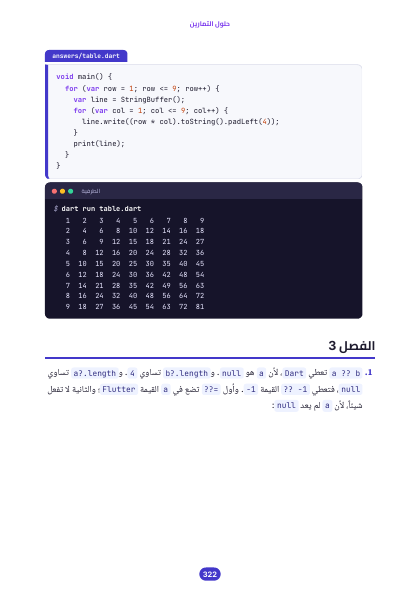 حلول التمارين
answers/table.dart
void main() {
  for (var row = 1; row <= 9; row++) {
    var line = StringBuffer();
    for (var col = 1; col <= 9; col++) {
      line.write((row * col).toString().padLeft(4));
    }
    print(line);
  }
}
الطرفية
$ dart run table.dart
   1   2   3   4   5   6   7   8   9
   2   4   6   8  10  12  14  16  18
   3   6   9  12  15  18  21  24  27
   4   8  12  16  20  24  28  32  36
   5  10  15  20  25  30  35  40  45
   6  12  18  24  30  36  42  48  54
   7  14  21  28  35  42  49  56  63
   8  16  24  32  40  48  56  64  72
   9  18  27  36  45  54  63  72  81
الفصل 3
1. a ?? b تعطي Dart، لأن a هو null. و b?.length تساوي 4. و a?.length تساوي
null، فتعطي ?? -1 القيمة -1. وأول ??= تضع في a القيمة Flutter؛ والثانية لا تفعل
شيئاً، لأن a لم يعد null:
322